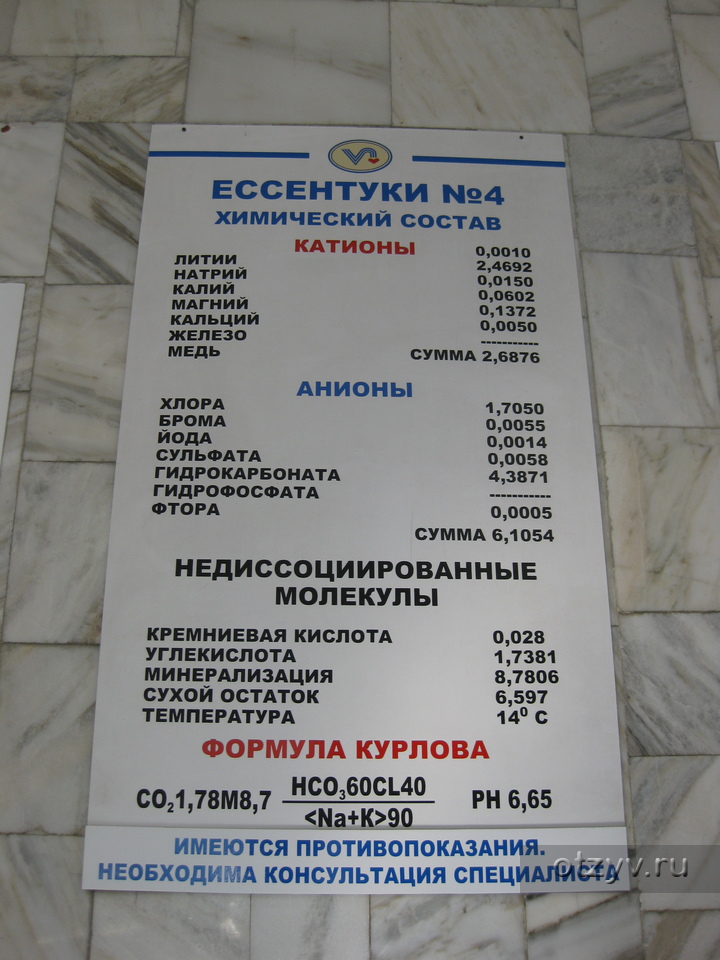 ЕССЕНТУКИ №4
ХИМИЧЕСКИЙ СОСТАВ
КАТИОНЫ
ЛИТИИ 0,0010
НАТРИЙ 2,4692
КАЛИЙ 0,0150
МАГНИЙ 0,0602
КАЛЬЦИЙ 0,1372
ЖЕЛЕЗО 0,0050
МЕДЬ -----------
СУММА 2,6876
АНИОНЫ
ХЛОРА 1,7050
БРОМА 0,0055
ЙОДА 0,0014
СУЛЬФАТА 0,0058
ГИДРОКАРБОНАТА 4,3871
ГИДРОФОСФАТА -----------
ФТОРА 0,0005
СУММА 6,1054
НЕДИССОЦИИРОВАННЫЕ
МОЛЕКУЛЫ
КРЕМНИЕВАЯ КИСЛОТА 0,028
УГЛЕКИСЛОТА 1,7381
МИНЕРАЛИЗАЦИЯ 8,7806
СУХОЙ ОСТАТОК 6,597
ТЕМПЕРАТУРА 14⁰ С
ФОРМУЛА КУРЛОВА
HCO₃60CL40
CO₂1,78M8,7 PH 6,65
<Na+K>90
ИМЕЮТСЯ ПРОТИВОПОКАЗАНИЯ.
НЕОБХОДИМА КОНСУЛЬТАЦИЯ СПЕЦИАЛИСТА
otzyv.ru